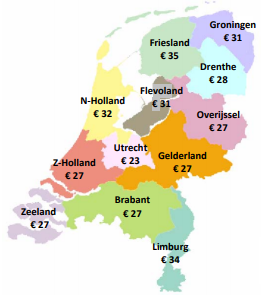 Groningen
€ 31
Friesland
€ 35
Drenthe
€ 28
Flevoland
€ 31
N-Holland
€ 32
Overijssel
€ 27
Utrecht
€ 23
Gelderland
€ 27
Z-Holland
€ 27
Brabant
€ 27
Zeeland
€ 27
Limburg
€ 34